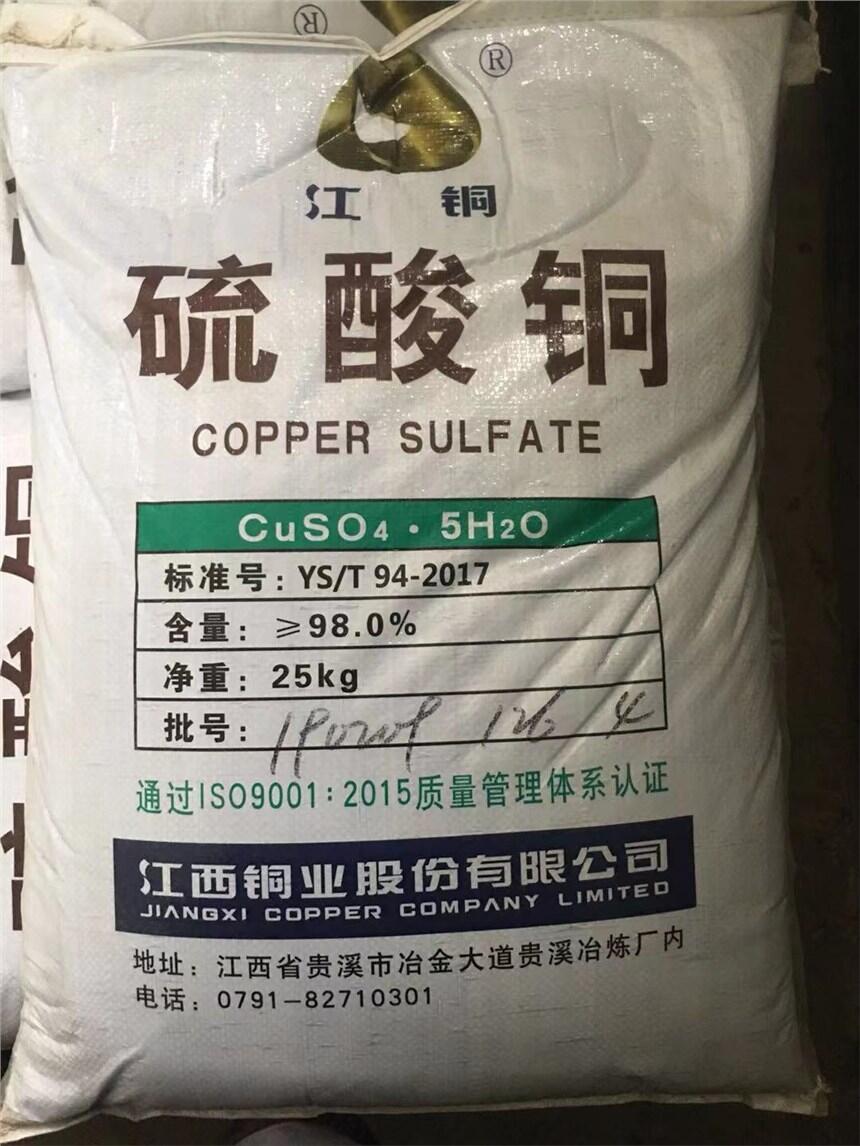 ®
®
江铜
硫酸铜
COPPER SULFATE
CuSO4·5H2O
标准号:YS/T 94-2017
含量:≥98.0%
净重:25kg
批号: 126 4
通过ISO9001:2015质量管理体系认证
江西铜业股份有限公司
JIANGXI COPPER COMPANY LIMITED
地址:江西省贵溪市冶金大道贵溪冶炼厂内
电话:0791-82710301